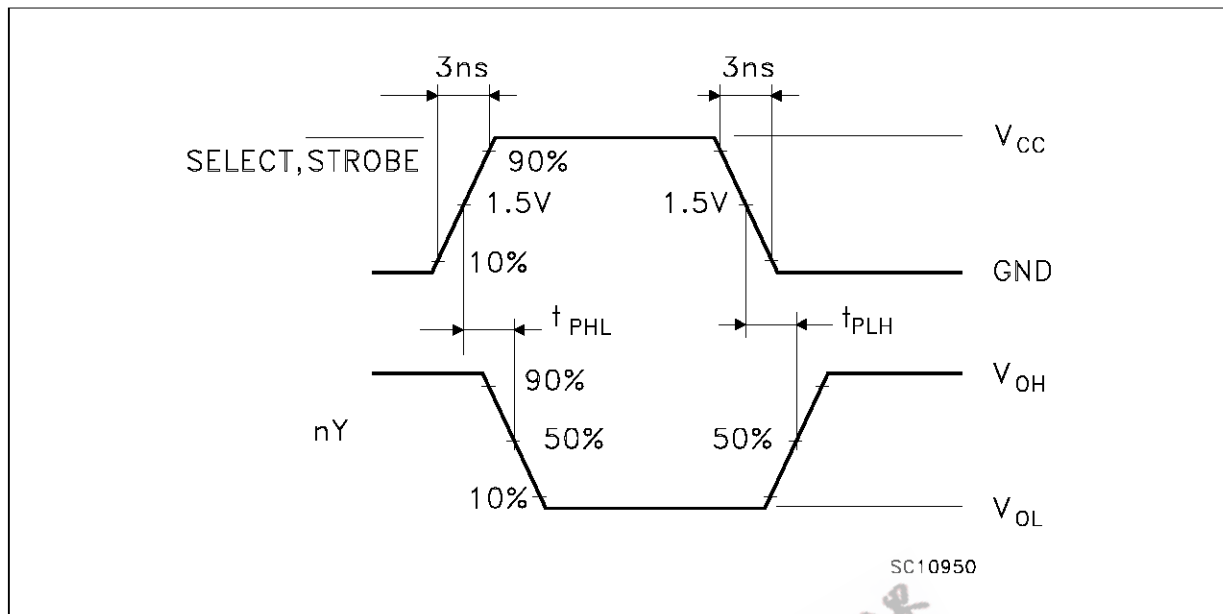 3ns 3ns
SELECT,STROBE VCC
90%
1.5V 1.5V
10% GND
tPHL tPLH
90% VOH
nY 50% 50%
10% VOL
SC10950